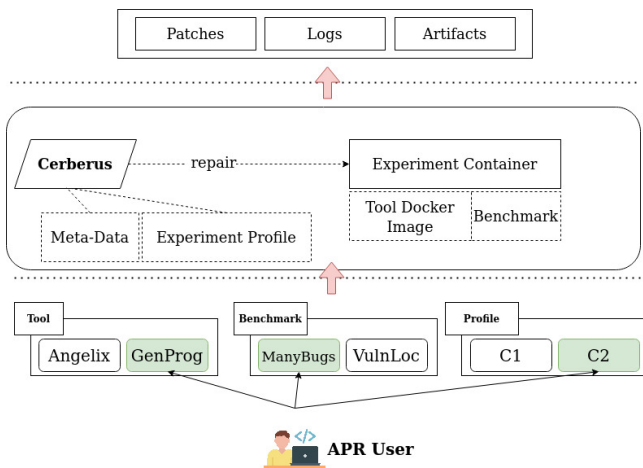 Patches
Logs
Artifacts
Cerberus
repair
Experiment Container
Meta-Data
Experiment Profile
Tool Docker
Image
Benchmark
Tool
Benchmark
Profile
Angelix
GenProg
ManyBugs
VulnLoc
C1
C2
</> 
APR User